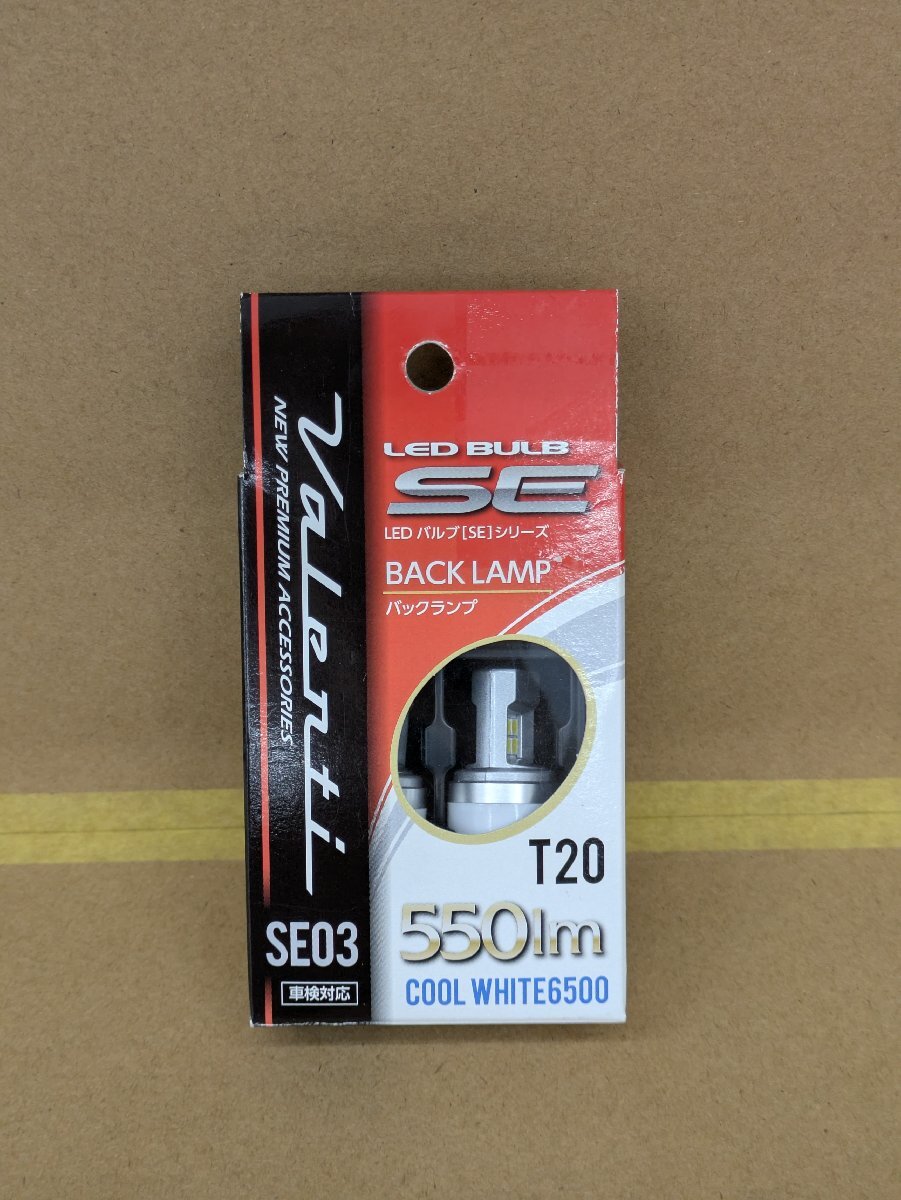 Valenti
NEW PREMIUM ACCESSORIES
LED BULB
SE
LED バルブ[SE]シリーズ
BACK LAMP
バックランプ
T20
550lm
COOL WHITE6500
SE03
車検対応